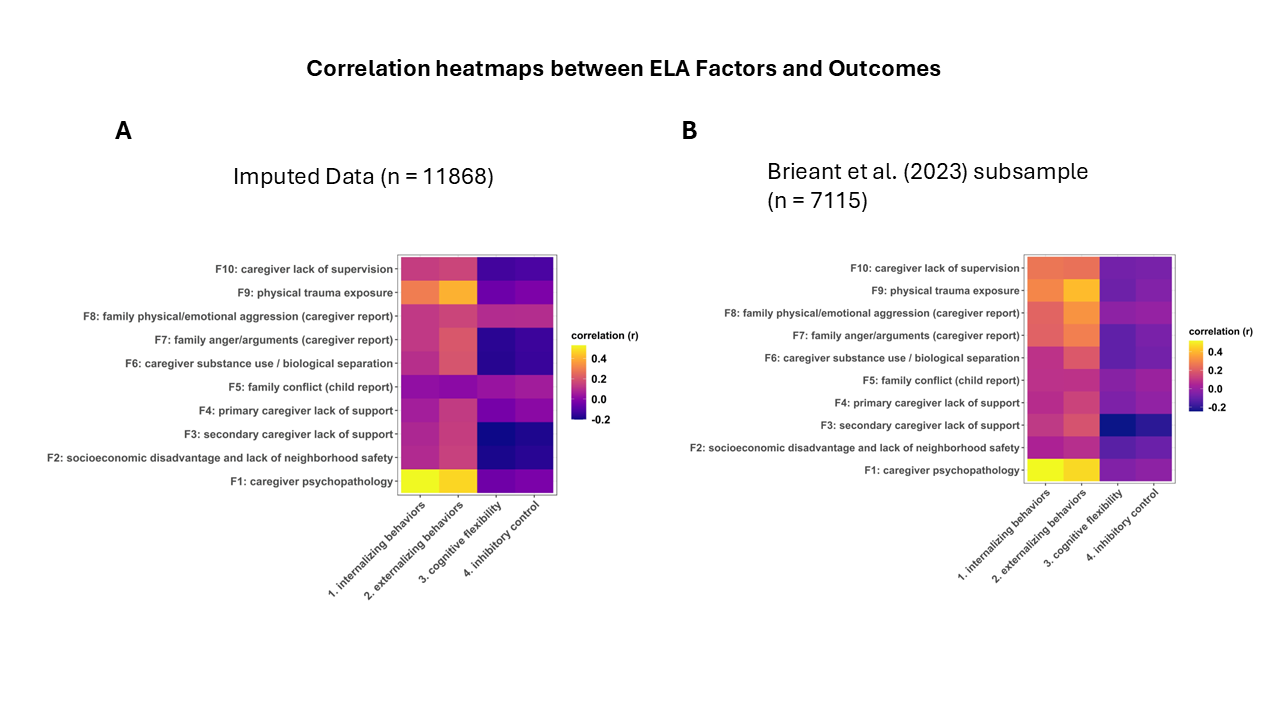 Correlation heatmaps between ELA Factors and Outcomes
A
Imputed Data (n = 11868)
F10: caregiver lack of supervision
F9: physical trauma exposure
F8: family physical/emotional aggression (caregiver report)
F7: family anger/arguments (caregiver report)
F6: caregiver substance use / biological separation
F5: family conflict (child report)
F4: primary caregiver lack of support
F3: secondary caregiver lack of support
F2: socioeconomic disadvantage and lack of neighborhood safety
F1: caregiver psychopathology
1. internalizing behaviors
2. externalizing behaviors
3. cognitive flexibility
4. inhibitory control
correlation (r)
0.4
0.2
0.0
-0.2
B
Brieant et al. (2023) subsample
(n = 7115)
F10: caregiver lack of supervision
F9: physical trauma exposure
F8: family physical/emotional aggression (caregiver report)
F7: family anger/arguments (caregiver report)
F6: caregiver substance use / biological separation
F5: family conflict (child report)
F4: primary caregiver lack of support
F3: secondary caregiver lack of support
F2: socioeconomic disadvantage and lack of neighborhood safety
F1: caregiver psychopathology
1. internalizing behaviors
2. externalizing behaviors
3. cognitive flexibility
4. inhibitory control
correlation (r)
0.4
0.2
0.0
-0.2